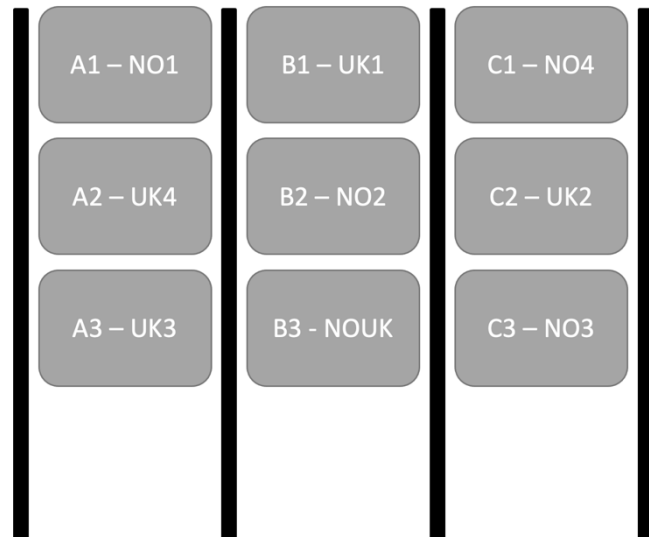 A1 – NO1
B1 – UK1
C1 – NO4
A2 – UK4
B2 – NO2
C2 – UK2
A3 – UK3
B3 - NOUK
C3 – NO3